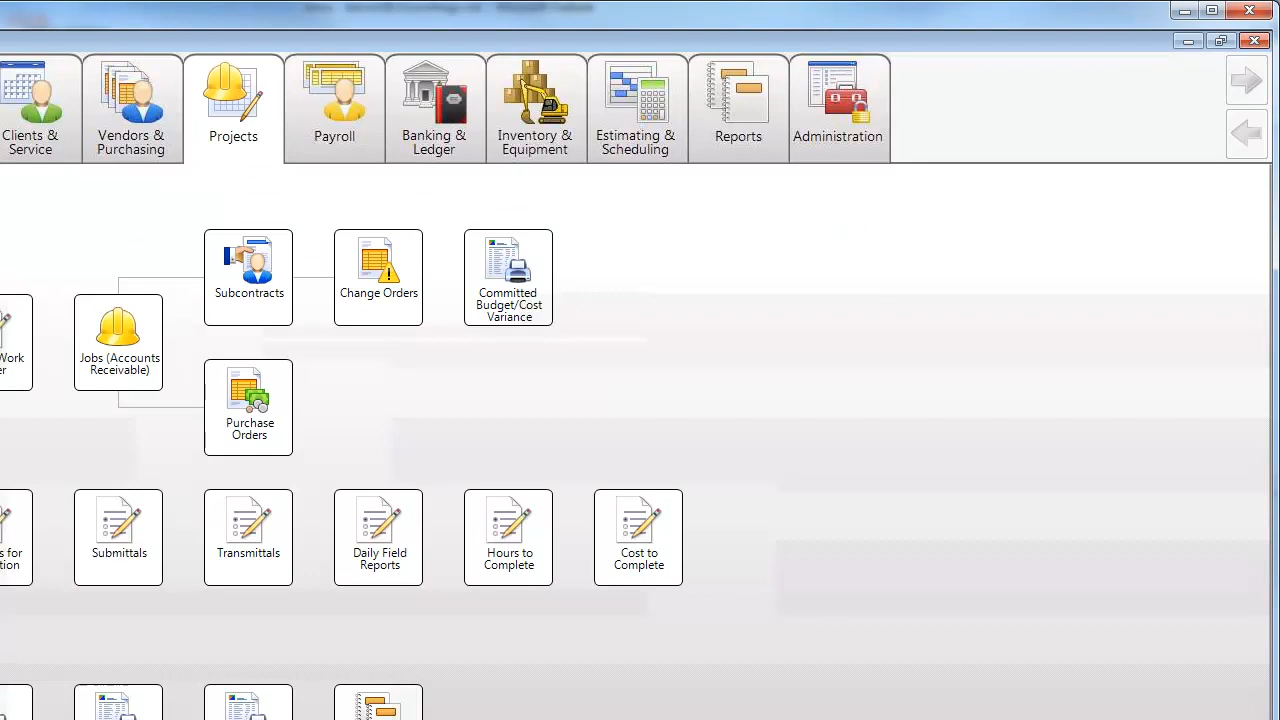 Clients &
Service
Vendors &
Purchasing
Projects
Payroll
Banking &
Ledger
Inventory &
Equipment
Estimating &
Scheduling
Reports
Administration
Subcontracts
Change Orders
Committed
Budget/Cost
Variance
Work
er
Jobs (Accounts
Receivable)
Purchase
Orders
s for
tion
Submittals
Transmittals
Daily Field
Reports
Hours to
Complete
Cost to
Complete